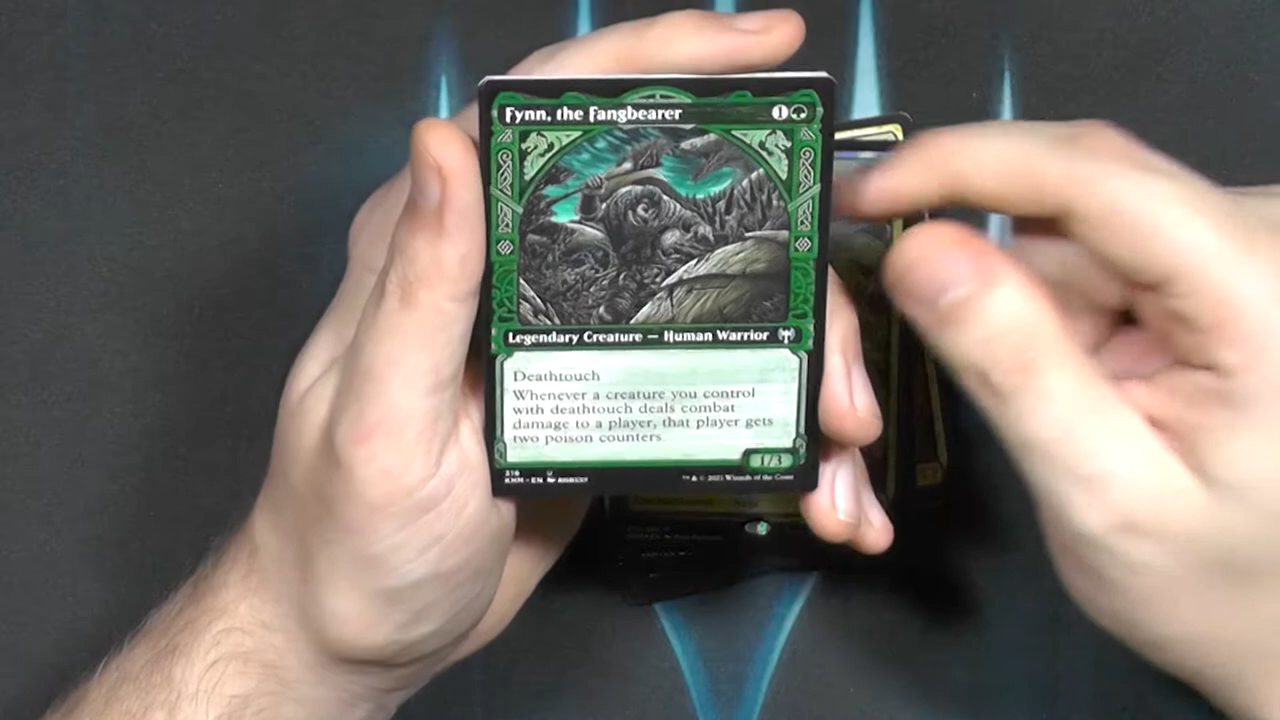 Fynn, the Fangbearer 1
Legendary Creature — Human Warrior
Deathtouch
Whenever a creature you control
with deathtouch deals combat
damage to a player, that player gets
two poison counters.
1/3
U
KHM • EN
™ & © 2021 Wizards of the Coast